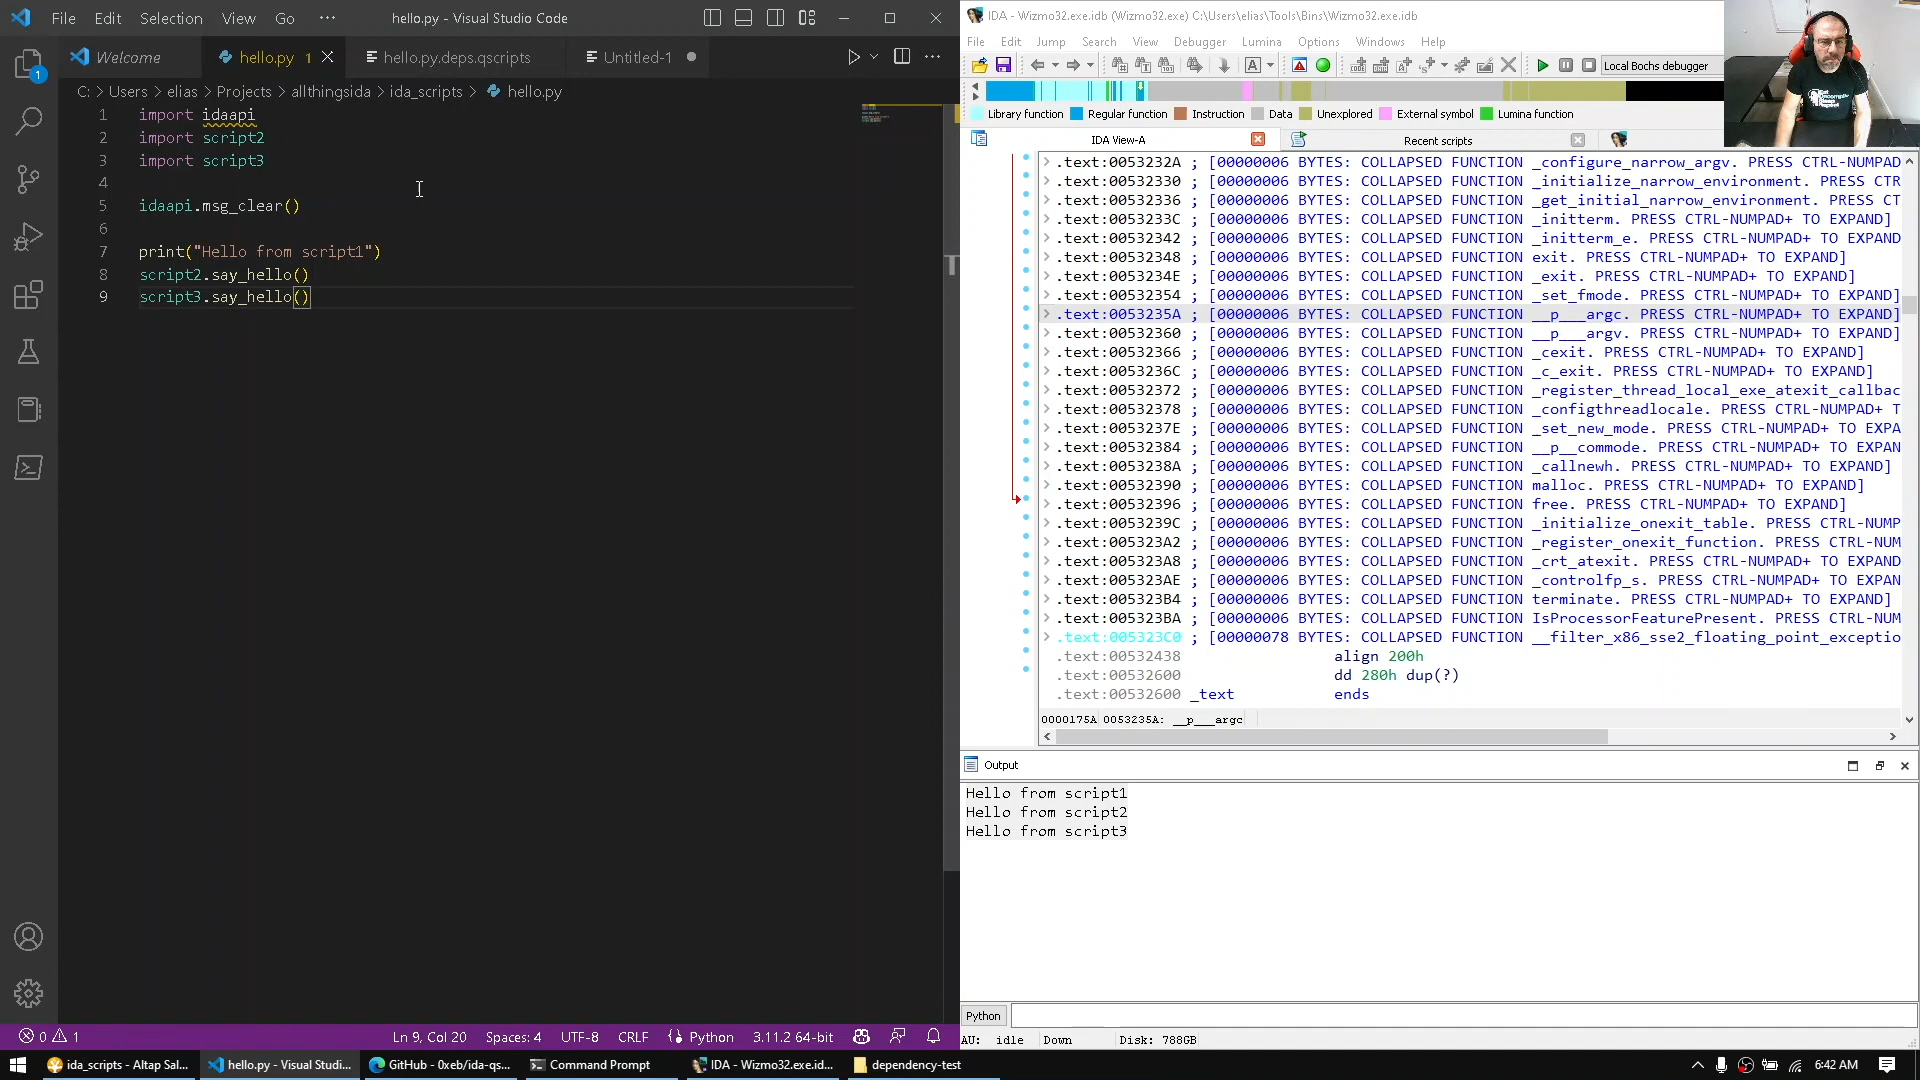 File Edit Selection View Go ··· hello.py - Visual Studio Code
Welcome hello.py 1 hello.py.deps.qscripts Untitled-1
C: > Users > elias > Projects > allthingsida > ida_scripts > hello.py
1 import idaapi
2 import script2
3 import script3
4
5 idaapi.msg_clear()
6
7 print("Hello from script1")
8 script2.say_hello()
9 script3.say_hello()
1
0 1 Ln 9, Col 20 Spaces: 4 UTF-8 CRLF Python 3.11.2 64-bit
IDA - Wizmo32.exe.idb (Wizmo32.exe) C:\Users\elias\Tools\Bins\Wizmo32.exe.idb
File Edit Jump Search View Debugger Lumina Options Windows Help
Local Bochs debugger
Library function Regular function Instruction Data Unexplored External symbol Lumina function
IDA View-A Recent scripts
.text:0053232A ; [00000006 BYTES: COLLAPSED FUNCTION _configure_narrow_argv. PRESS CTRL-NUMPAD
.text:00532330 ; [00000006 BYTES: COLLAPSED FUNCTION _initialize_narrow_environment. PRESS CTR
.text:00532336 ; [00000006 BYTES: COLLAPSED FUNCTION _get_initial_narrow_environment. PRESS CT
.text:0053233C ; [00000006 BYTES: COLLAPSED FUNCTION _initterm. PRESS CTRL-NUMPAD+ TO EXPAND]
.text:00532342 ; [00000006 BYTES: COLLAPSED FUNCTION _initterm_e. PRESS CTRL-NUMPAD+ TO EXPAND
.text:00532348 ; [00000006 BYTES: COLLAPSED FUNCTION exit. PRESS CTRL-NUMPAD+ TO EXPAND]
.text:0053234E ; [00000006 BYTES: COLLAPSED FUNCTION _exit. PRESS CTRL-NUMPAD+ TO EXPAND]
.text:00532354 ; [00000006 BYTES: COLLAPSED FUNCTION _set_fmode. PRESS CTRL-NUMPAD+ TO EXPAND]
.text:0053235A ; [00000006 BYTES: COLLAPSED FUNCTION __p___argc. PRESS CTRL-NUMPAD+ TO EXPAND]
.text:00532360 ; [00000006 BYTES: COLLAPSED FUNCTION __p___argv. PRESS CTRL-NUMPAD+ TO EXPAND]
.text:00532366 ; [00000006 BYTES: COLLAPSED FUNCTION _cexit. PRESS CTRL-NUMPAD+ TO EXPAND]
.text:0053236C ; [00000006 BYTES: COLLAPSED FUNCTION _c_exit. PRESS CTRL-NUMPAD+ TO EXPAND]
.text:00532372 ; [00000006 BYTES: COLLAPSED FUNCTION _register_thread_local_exe_atexit_callbac
.text:00532378 ; [00000006 BYTES: COLLAPSED FUNCTION _configthreadlocale. PRESS CTRL-NUMPAD+ T
.text:0053237E ; [00000006 BYTES: COLLAPSED FUNCTION _set_new_mode. PRESS CTRL-NUMPAD+ TO EXPA
.text:00532384 ; [00000006 BYTES: COLLAPSED FUNCTION __p__commode. PRESS CTRL-NUMPAD+ TO EXPAN
.text:0053238A ; [00000006 BYTES: COLLAPSED FUNCTION _callnewh. PRESS CTRL-NUMPAD+ TO EXPAND]
.text:00532390 ; [00000006 BYTES: COLLAPSED FUNCTION malloc. PRESS CTRL-NUMPAD+ TO EXPAND]
.text:00532396 ; [00000006 BYTES: COLLAPSED FUNCTION free. PRESS CTRL-NUMPAD+ TO EXPAND]
.text:0053239C ; [00000006 BYTES: COLLAPSED FUNCTION _initialize_onexit_table. PRESS CTRL-NUMP
.text:005323A2 ; [00000006 BYTES: COLLAPSED FUNCTION _register_onexit_function. PRESS CTRL-NUM
.text:005323A8 ; [00000006 BYTES: COLLAPSED FUNCTION _crt_atexit. PRESS CTRL-NUMPAD+ TO EXPAND
.text:005323AE ; [00000006 BYTES: COLLAPSED FUNCTION _controlfp_s. PRESS CTRL-NUMPAD+ TO EXPAN
.text:005323B4 ; [00000006 BYTES: COLLAPSED FUNCTION terminate. PRESS CTRL-NUMPAD+ TO EXPAND]
.text:005323BA ; [00000006 BYTES: COLLAPSED FUNCTION IsProcessorFeaturePresent. PRESS CTRL-NUM
.text:005323C0 ; [00000078 BYTES: COLLAPSED FUNCTION __filter_x86_sse2_floating_point_exceptio
.text:00532438 align 200h
.text:00532600 dd 280h dup(?)
.text:00532600 _text ends
0000175A 0053235A: __p___argc
Output
Hello from script1
Hello from script2
Hello from script3
Python
AU: idle Down Disk: 788GB
ida_scripts - Altap Sal... hello.py - Visual Studi... GitHub - 0xeb/ida-qs... Command Prompt IDA - Wizmo32.exe.id... dependency-test 6:42 AM